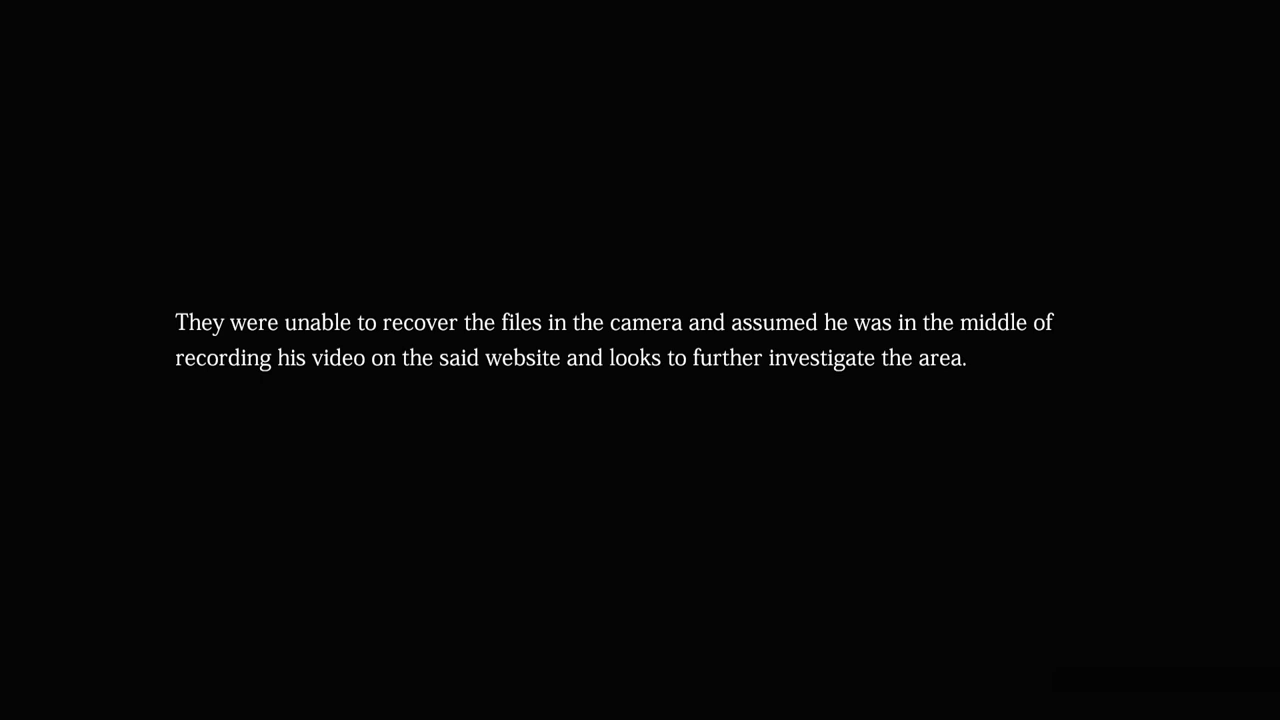 They were unable to recover the files in the camera and assumed he was in the middle of
recording his video on the said website and looks to further investigate the area.